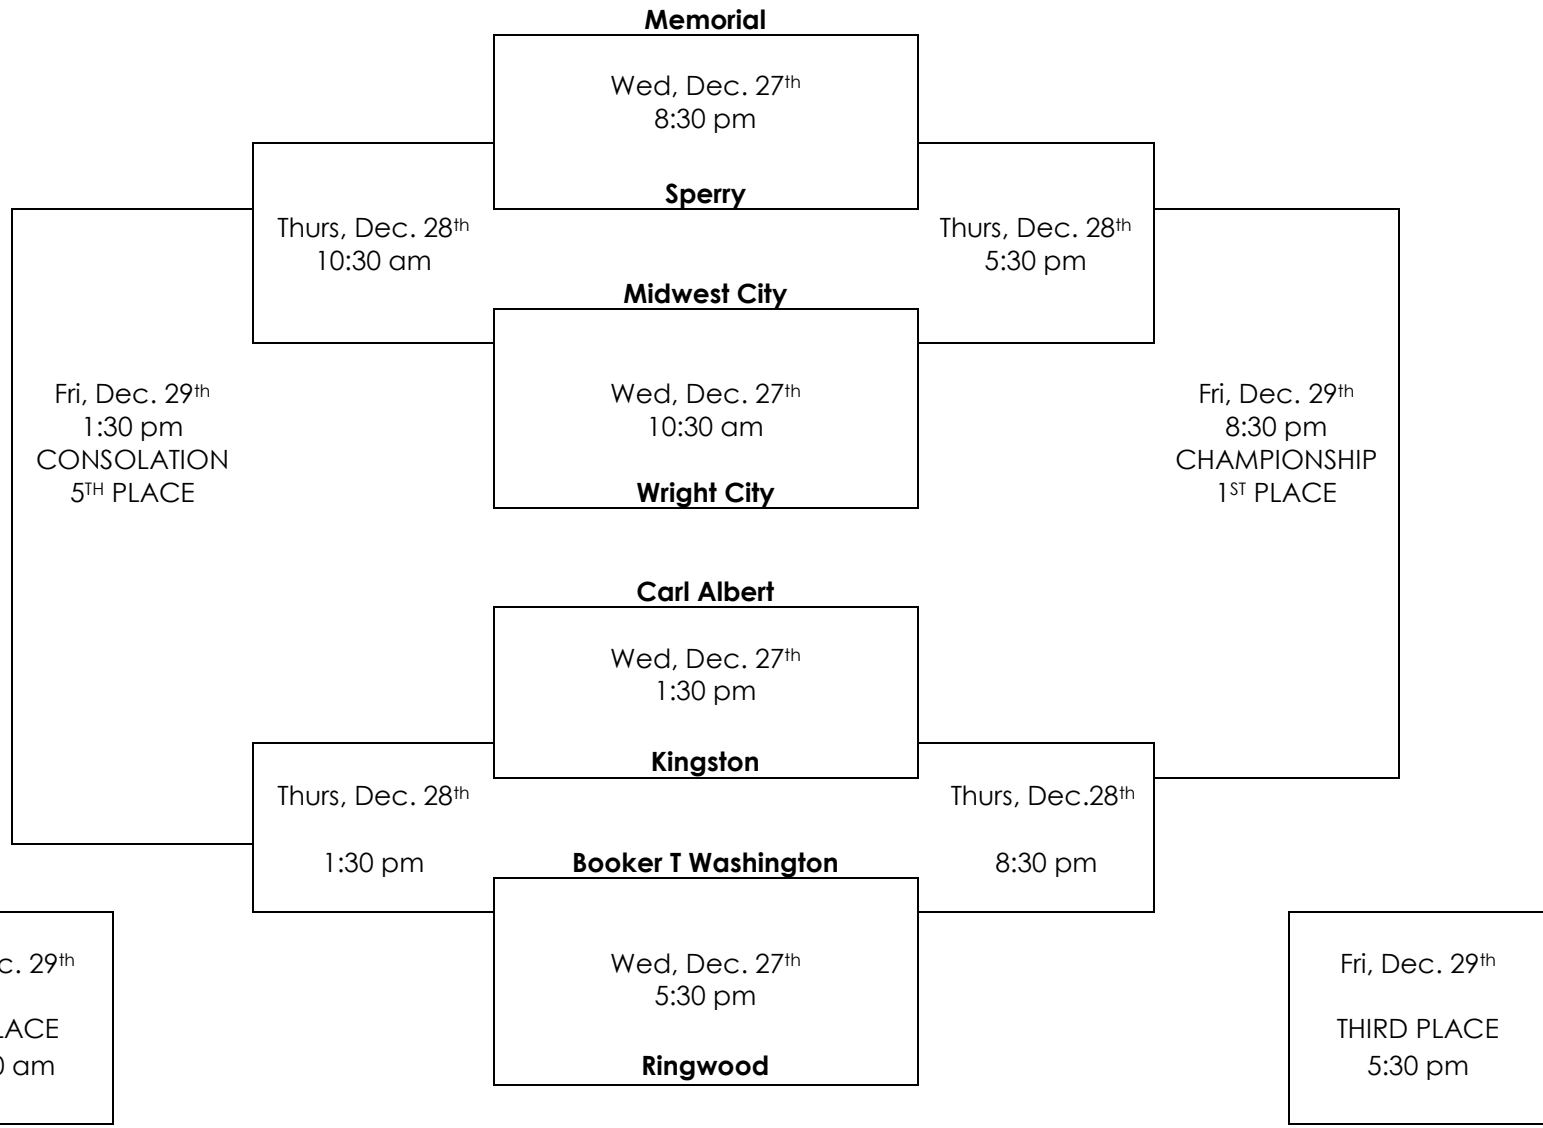 Memorial
Wed, Dec. 27th
8:30 pm
Sperry
Thurs, Dec. 28th
10:30 am
Thurs, Dec. 28th
5:30 pm
Midwest City
Wed, Dec. 27th
10:30 am
Wright City
Fri, Dec. 29th
1:30 pm
CONSOLATION
5TH PLACE
Fri, Dec. 29th
8:30 pm
CHAMPIONSHIP
1ST PLACE
Carl Albert
Wed, Dec. 27th
1:30 pm
Kingston
Thurs, Dec. 28th
1:30 pm
Thurs, Dec.28th
8:30 pm
Booker T Washington
Wed, Dec. 27th
5:30 pm
Ringwood
29th
am
Fri, Dec. 29th
THIRD PLACE
5:30 pm